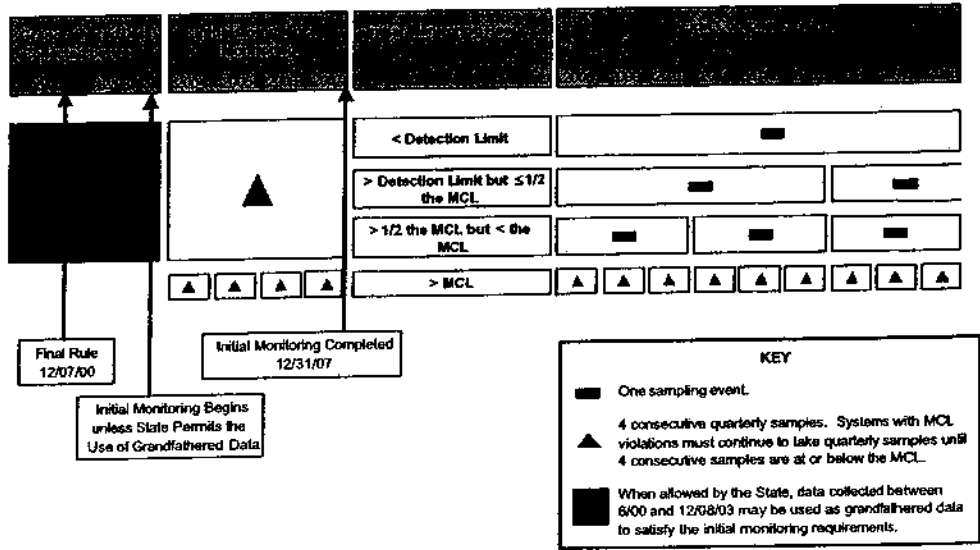 < Detection Limit
> Detection Limit but ≤1/2
the MCL
> 1/2 the MCL but < the
MCL
> MCL
Final Rule
12/07/00
Initial Monitoring Completed
12/31/07
Initial Monitoring Begins
unless State Permits the
Use of Grandfathered Data
KEY
One sampling event.
4 consecutive quarterly samples. Systems with MCL
violations must continue to take quarterly samples until
4 consecutive samples are at or below the MCL.
When allowed by the State, data collected between
6/00 and 12/08/03 may be used as grandfathered data
to satisfy the initial monitoring requirements.